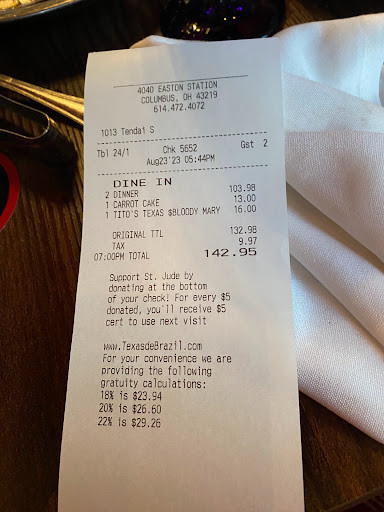 4040 EASTON STATION
COLUMBUS, OH 43219
614.472.4072
1013 Tendai S
Tbl 24/1 Chk 5652 Gst 2
Aug23'23 05:44PM
DINE IN
2 DINNER 103.98
1 CARROT CAKE 13.00
1 TITO'S TEXAS $BLOODY MARY 16.00
ORIGINAL TTL 132.98
TAX 9.97
07:00PM TOTAL 142.95
Support St. Jude by
donating at the bottom
of your check! For every $5
donated, you'll receive $5
cert to use next visit
www.TexasdeBrazil.com
For your convenience we are
providing the following
gratuity calculations:
18% is $23.94
20% is $26.60
22% is $29.26